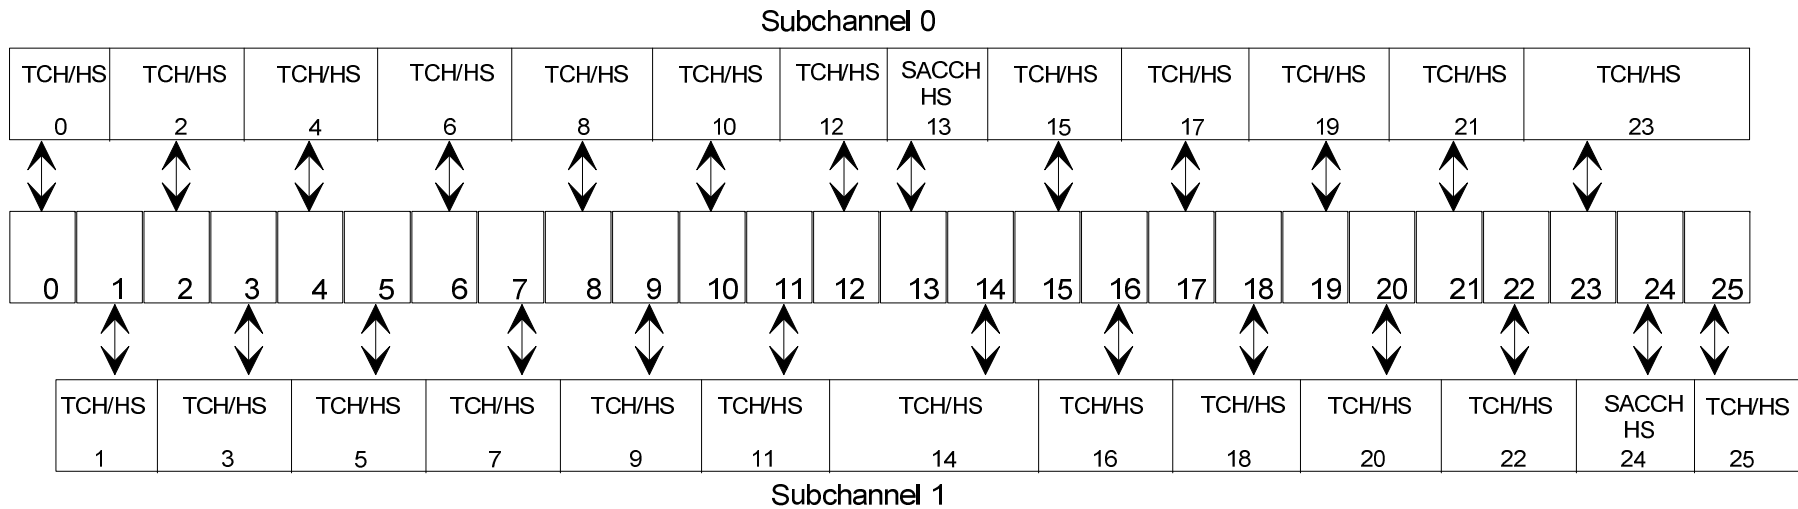 Subchannel 0
TCH/HS TCH/HS TCH/HS TCH/HS TCH/HS TCH/HS TCH/HS SACCH TCH/HS TCH/HS TCH/HS TCH/HS TCH/HS
HS
0 2 4 6 8 10 12 13 15 17 19 21 23
0 1 2 3 4 5 6 7 8 9 10 11 12 13 14 15 16 17 18 19 20 21 22 23 24 25
TCH/HS TCH/HS TCH/HS TCH/HS TCH/HS TCH/HS TCH/HS TCH/HS TCH/HS TCH/HS TCH/HS SACCH TCH/HS
HS
1 3 5 7 9 11 14 16 18 20 22 24 25
Subchannel 1